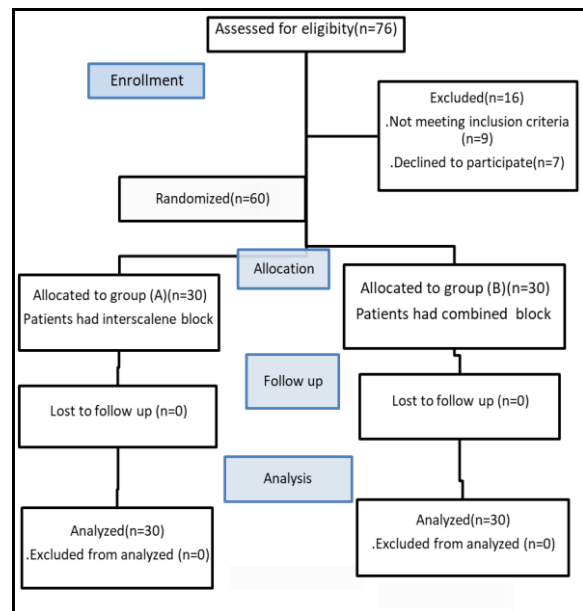 Assessed for eligibity(n=76)
Enrollment
Excluded(n=16)
.Not meeting inclusion criteria
(n=9)
.Declined to participate(n=7)
Randomized(n=60)
Allocation
Allocated to group (A)(n=30)
Patients had interscalene block
Allocated to group (B)(n=30)
Patients had combined block
Follow up
Lost to follow up (n=0)
Lost to follow up (n=0)
Analysis
Analyzed(n=30)
.Excluded from analyzed (n=0)
Analyzed(n=30)
.Excluded from analyzed (n=0)